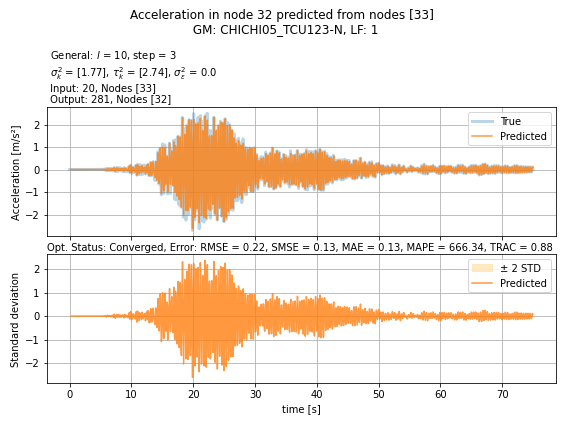 Acceleration in node 32 predicted from nodes [33]
GM: CHICHI05_TCU123-N, LF: 1
General: l = 10, step = 3
σ²ₖ = [1.77], τ²ₖ = [2.74], σ²ε = 0.0
Input: 20, Nodes [33]
Output: 281, Nodes [32]
Acceleration [m/s²]
2
1
0
−1
−2
True
Predicted
Opt. Status: Converged, Error: RMSE = 0.22, SMSE = 0.13, MAE = 0.13, MAPE = 666.34, TRAC = 0.88
Standard deviation
2
1
0
−1
−2
± 2 STD
Predicted
0 10 20 30 40 50 60 70
time [s]